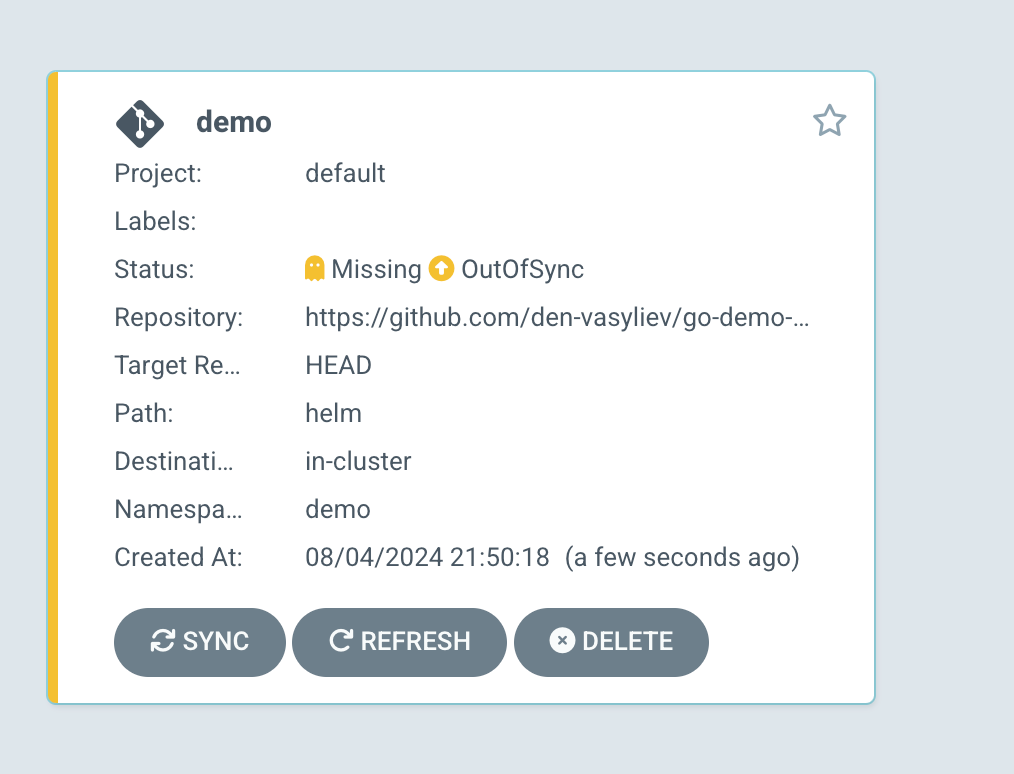 demo
Project: default
Labels:
Status: Missing OutOfSync
Repository: https://github.com/den-vasyliev/go-demo-...
Target Re... HEAD
Path: helm
Destinati... in-cluster
Namespa... demo
Created At: 08/04/2024 21:50:18 (a few seconds ago)
SYNC REFRESH DELETE